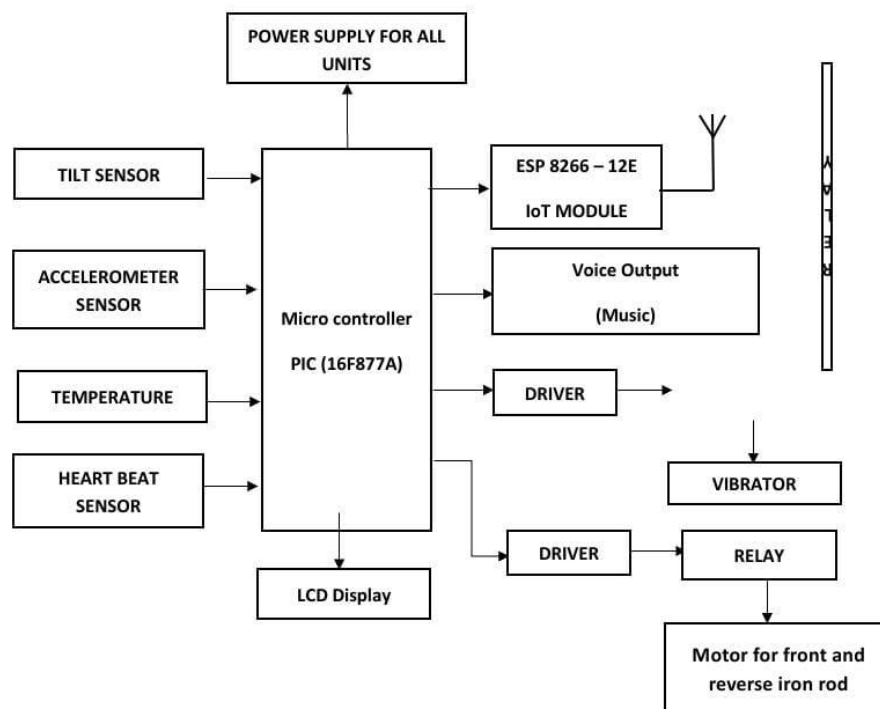 POWER SUPPLY FOR ALL
UNITS
TILT SENSOR
ESP 8266 – 12E
IoT MODULE
RELAY
ACCELEROMETER
SENSOR
Voice Output
(Music)
Micro controller
PIC (16F877A)
TEMPERATURE
DRIVER
HEART BEAT
SENSOR
VIBRATOR
DRIVER
RELAY
LCD Display
Motor for front and
reverse iron rod